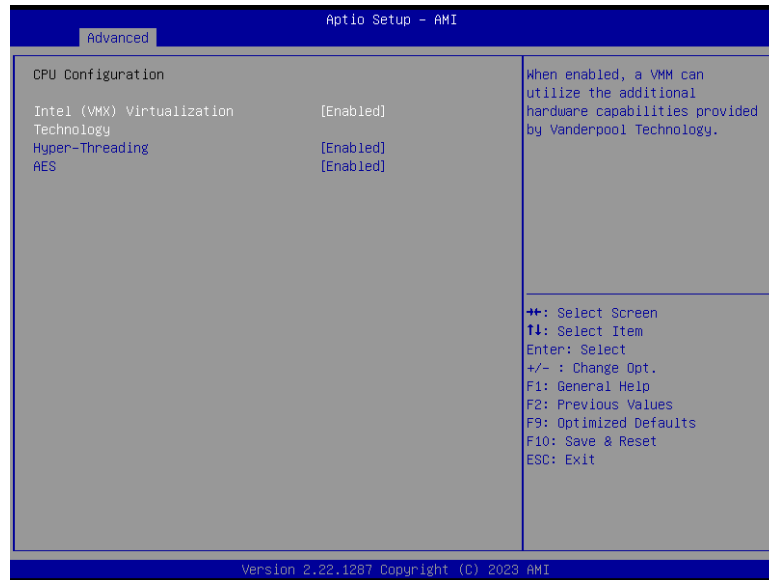 Aptio Setup – AMI
Advanced
CPU Configuration
Intel (VMX) Virtualization [Enabled]
Technology
Hyper-Threading [Enabled]
AES [Enabled]
When enabled, a VMM can
utilize the additional
hardware capabilities provided
by Vanderpool Technology.
→←: Select Screen
↑↓: Select Item
Enter: Select
+/- : Change Opt.
F1: General Help
F2: Previous Values
F9: Optimized Defaults
F10: Save & Reset
ESC: Exit
Version 2.22.1287 Copyright (C) 2023 AMI